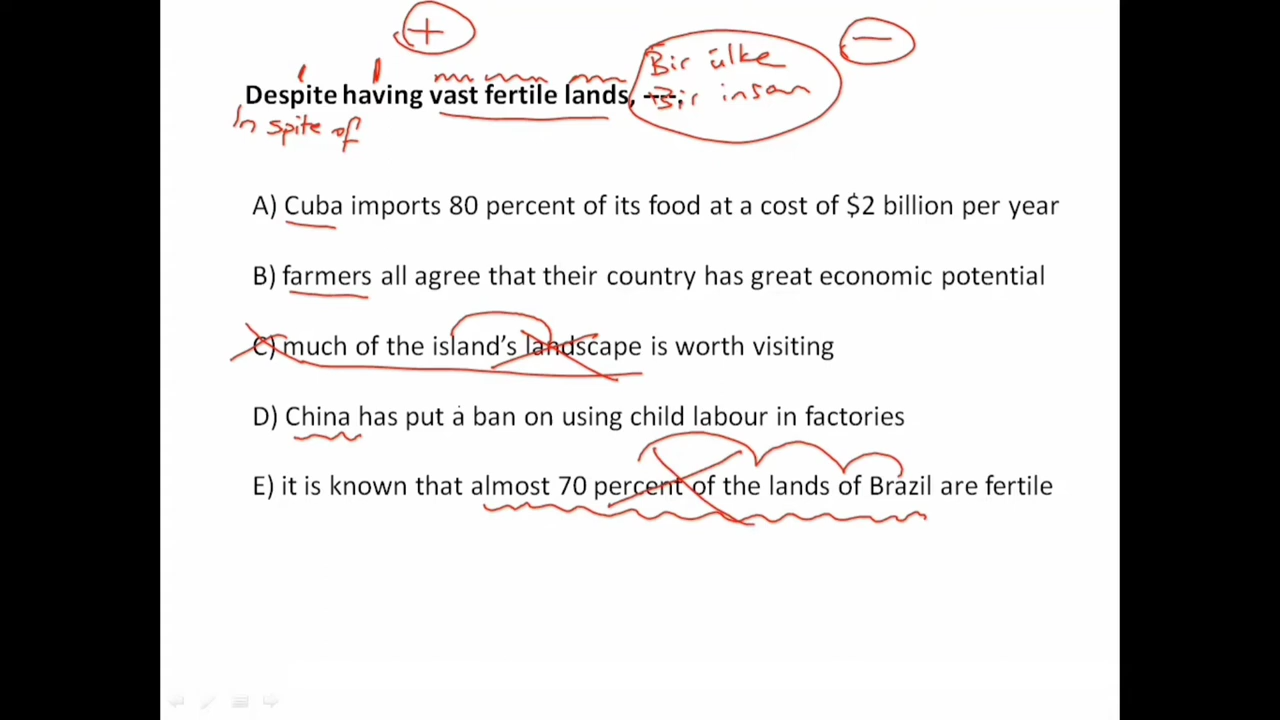 Bir ülke
Despite having vast fertile lands, ----.
Bir insan
In spite of
A) Cuba imports 80 percent of its food at a cost of $2 billion per year
B) farmers all agree that their country has great economic potential
C) much of the island's landscape is worth visiting
D) China has put a ban on using child labour in factories
E) it is known that almost 70 percent of the lands of Brazil are fertile